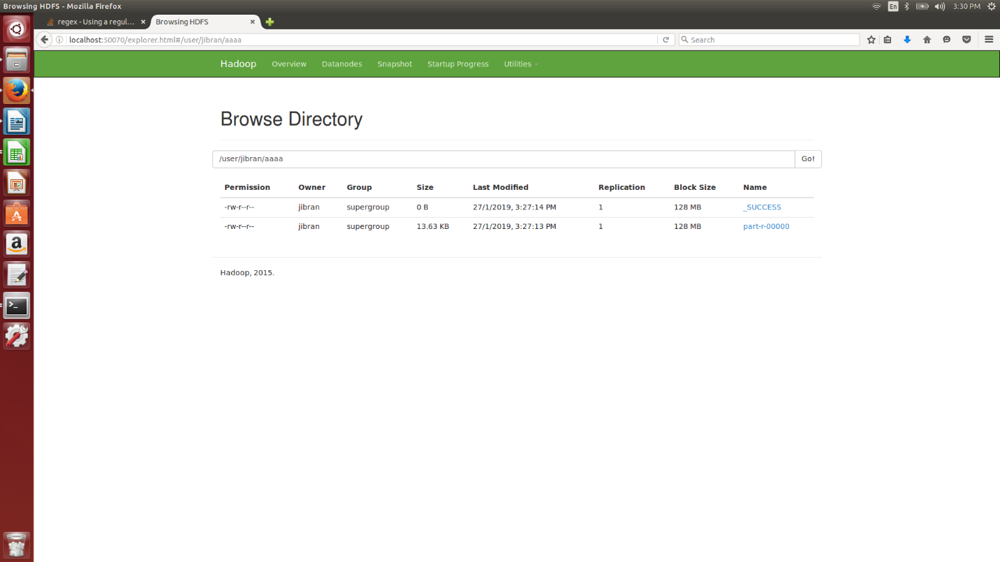 Browsing HDFS - Mozilla Firefox
En
3:30 PM
regex - Using a regul...
Browsing HDFS
localhost:50070/explorer.html#/user/jibran/aaaa
Search
Hadoop Overview Datanodes Snapshot Startup Progress Utilities
Browse Directory
/user/jibran/aaaa Go!
Permission Owner Group Size Last Modified Replication Block Size Name
-rw-r--r-- jibran supergroup 0 B 27/1/2019, 3:27:14 PM 1 128 MB _SUCCESS
-rw-r--r-- jibran supergroup 13.63 KB 27/1/2019, 3:27:13 PM 1 128 MB part-r-00000
Hadoop, 2015.